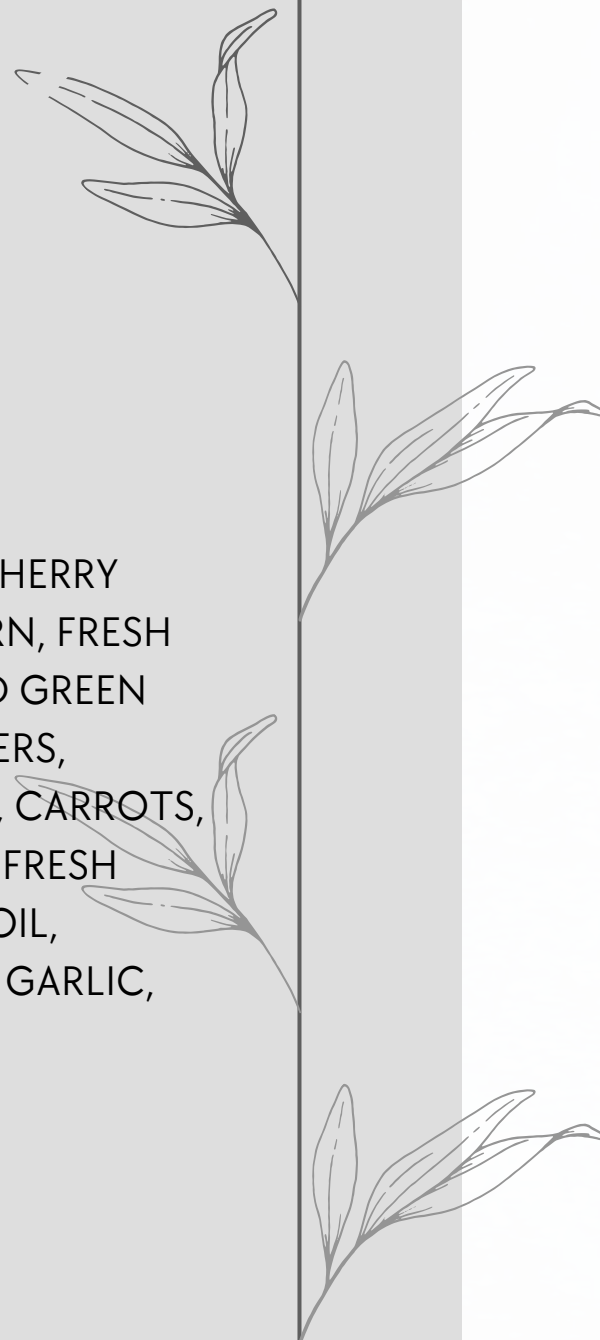 HERRY
RN, FRESH
GREEN
ERS,
, CARROTS,
FRESH
OIL,
GARLIC,